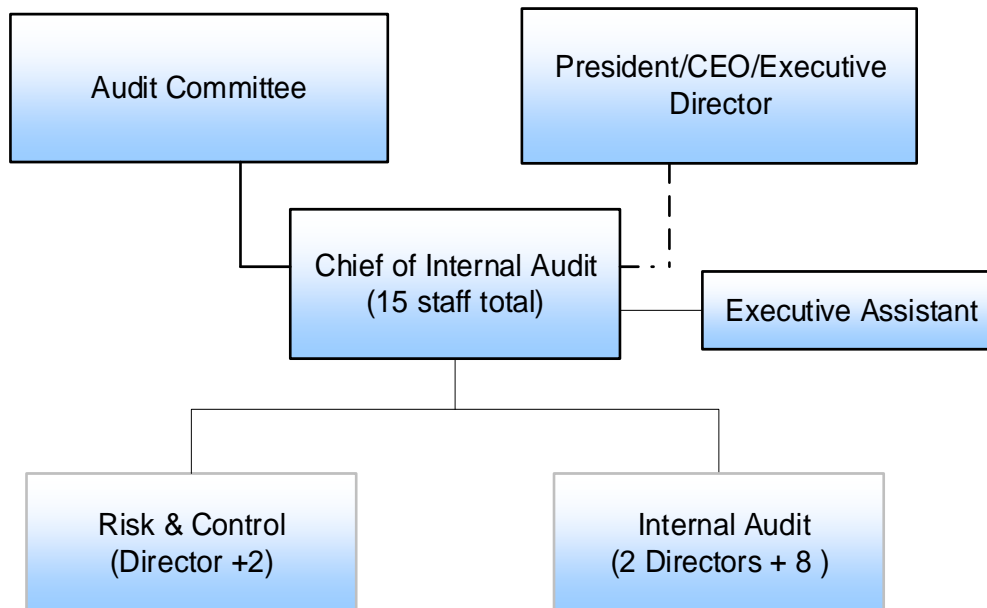 Audit Committee
President/CEO/Executive
Director
Chief of Internal Audit
(15 staff total)
Executive Assistant
Risk & Control
(Director +2)
Internal Audit
(2 Directors + 8 )